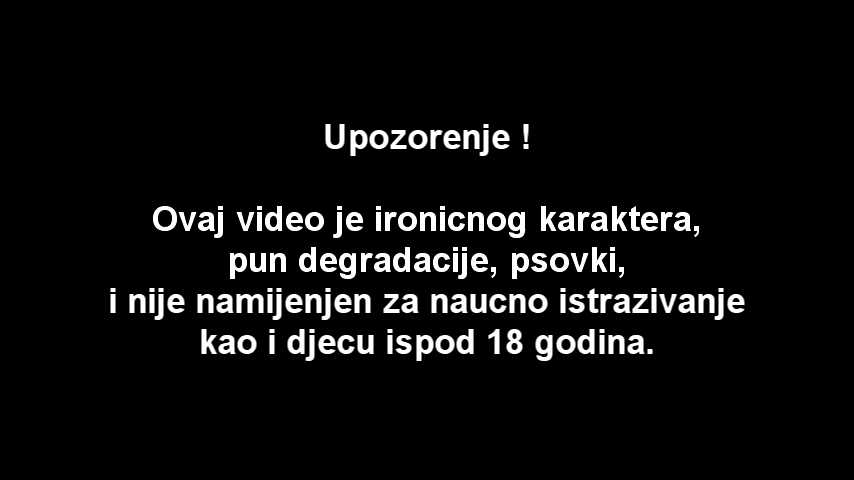 Upozorenje !
Ovaj video je ironicnog karaktera,
pun degradacije, psovki,
i nije namijenjen za naucno istrazivanje
kao i djecu ispod 18 godina.